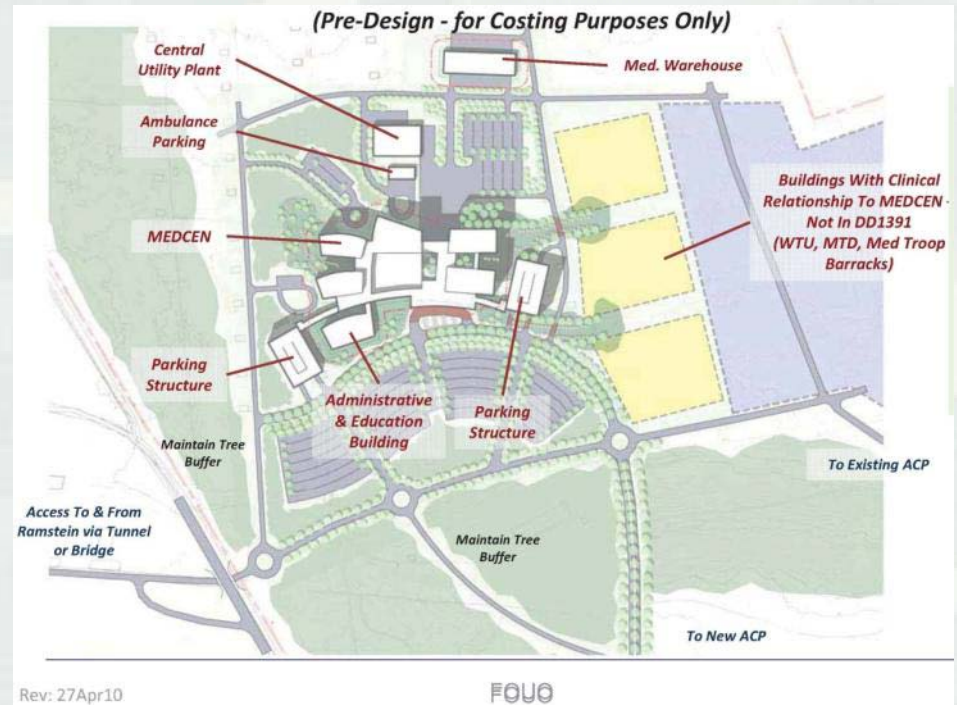 (Pre-Design - for Costing Purposes Only)
Central
Utility Plant
Med. Warehouse
Ambulance
Parking
Buildings With Clinical
Relationship To MEDCEN -
Not In DD1391
(WTU, MTD, Med Troop
Barracks)
MEDCEN
Parking
Structure
Administrative
& Education
Building
Parking
Structure
Maintain Tree
Buffer
To Existing ACP
Access To & From
Ramstein via Tunnel
or Bridge
Maintain Tree
Buffer
To New ACP
Rev: 27Apr10
FOUO